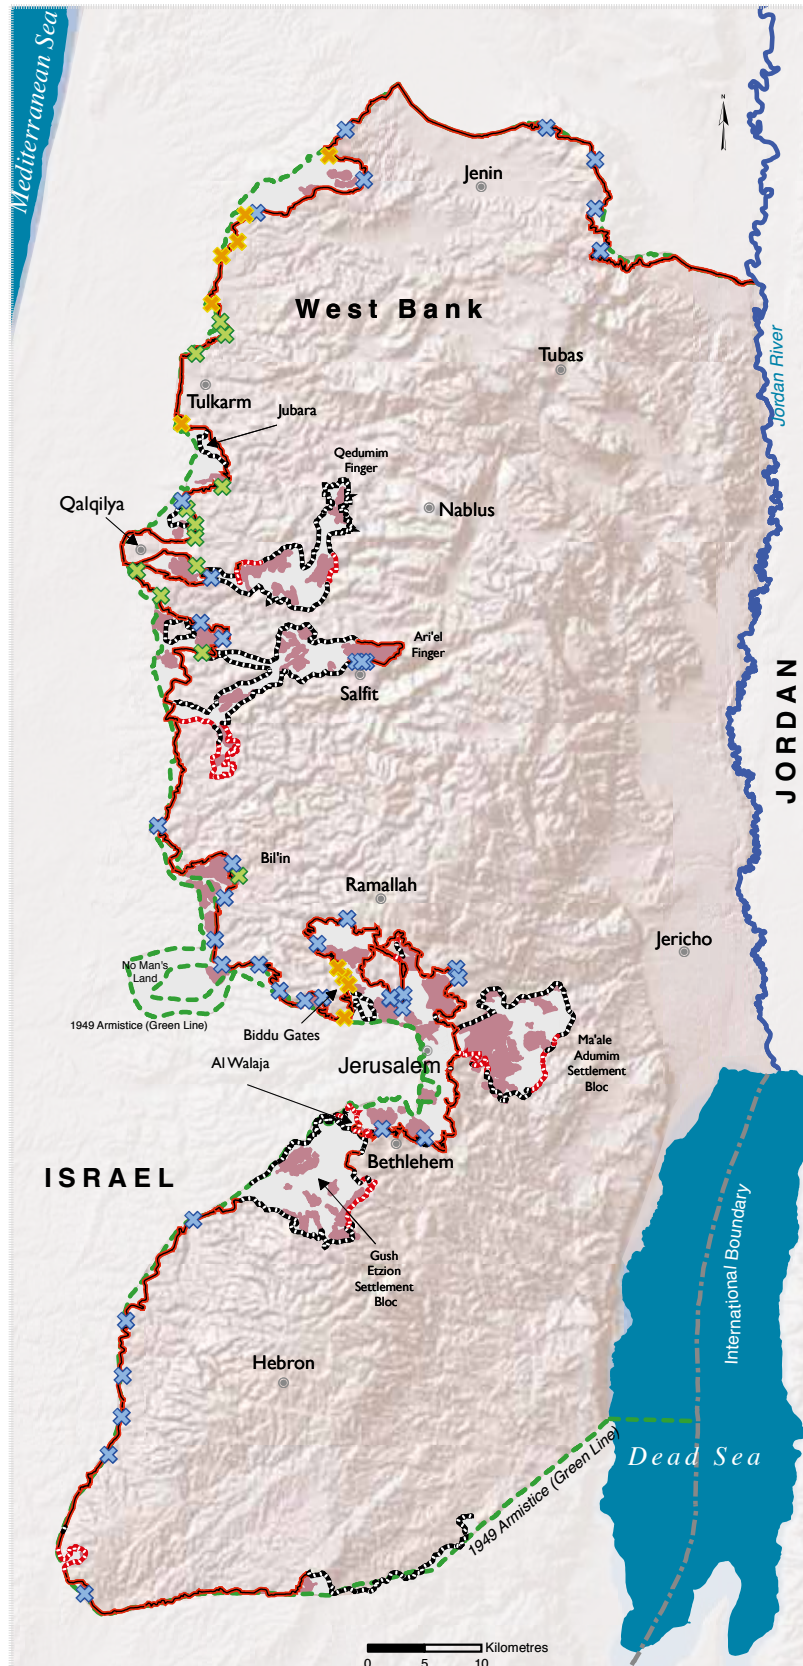 Mediterranean Sea
N
Jenin
West Bank
Tubas
Jordan River
Tulkarm
Jubara
Qedumim
Finger
Qalqilya
Nablus
Ari'el
Finger
Salfit
JORDAN
Bil'in
Ramallah
Jericho
No Man's
Land
1949 Armistice (Green Line)
Biddu Gates
Ma'ale
Adumim
Settlement
Bloc
Al Walaja
Jerusalem
Bethlehem
ISRAEL
International Boundary
Gush
Etzion
Settlement
Bloc
Hebron
Dead Sea
1949 Armistice (Green Line)
Kilometres
0 5 10